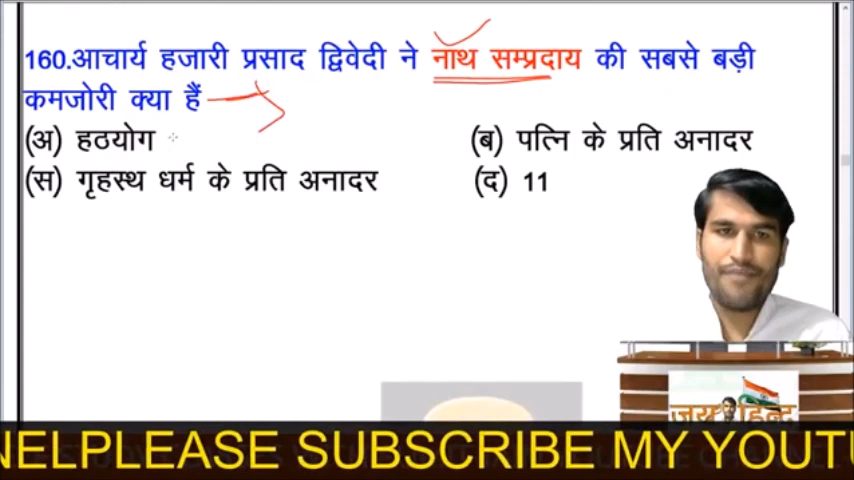 160.आचार्य हजारी प्रसाद द्विवेदी ने नाथ सम्प्रदाय की सबसे बड़ी
कमजोरी क्या हैं
(अ) हठयोग (ब) पत्नि के प्रति अनादर
(स) गृहस्थ धर्म के प्रति अनादर (द) 11
जय हिन्द
NELPLEASE SUBSCRIBE MY YOUTU